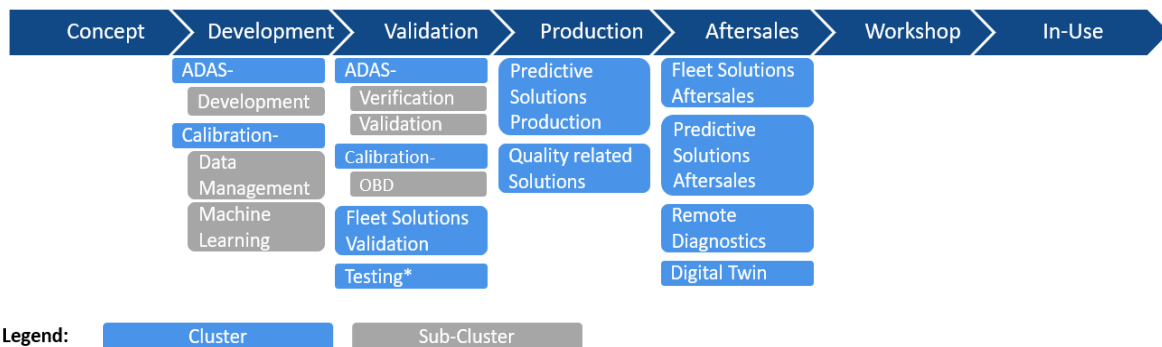 Concept
Development
Validation
Production
Aftersales
Workshop
In-Use
ADAS-
Development
Calibration-
Data
Management
Machine
Learning
ADAS-
Verification
Validation
Calibration-
OBD
Fleet Solutions
Validation
Testing*
Predictive
Solutions
Production
Quality related
Solutions
Fleet Solutions
Aftersales
Predictive
Solutions
Aftersales
Remote
Diagnostics
Digital Twin
Legend:
Cluster
Sub-Cluster